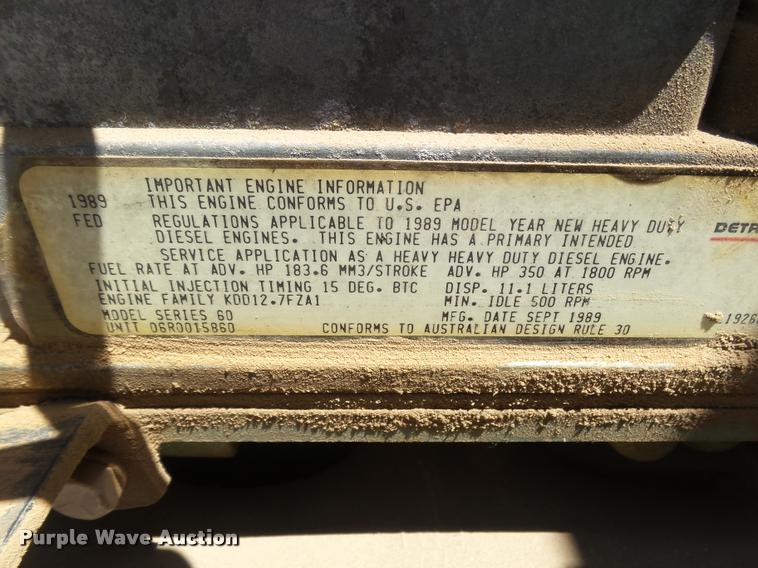 IMPORTANT ENGINE INFORMATION
1989 THIS ENGINE CONFORMS TO U.S. EPA
FED REGULATIONS APPLICABLE TO 1989 MODEL YEAR NEW HEAVY DUTY
DIESEL ENGINES. THIS ENGINE HAS A PRIMARY INTENDED
SERVICE APPLICATION AS A HEAVY HEAVY DUTY DIESEL ENGINE.
FUEL RATE AT ADV. HP 183.6 MM3/STROKE ADV. HP 350 AT 1800 RPM
INITIAL INJECTION TIMING 15 DEG. BTC DISP. 11.1 LITERS
ENGINE FAMILY KDD12.7FZA1 MIN. IDLE 500 RPM
MODEL SERIES 60 MFG. DATE SEPT 1989
UNIT 06R0015860 CONFORMS TO AUSTRALIAN DESIGN RULE 30
DETR
Purple Wave Auction